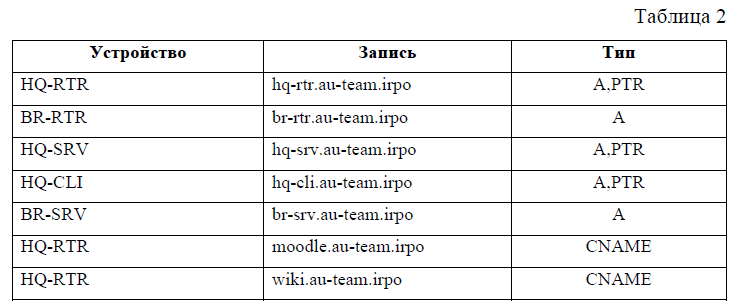 Таблица 2
Устройство Запись Тип
HQ-RTR hq-rtr.au-team.irpo A,PTR
BR-RTR br-rtr.au-team.irpo A
HQ-SRV hq-srv.au-team.irpo A,PTR
HQ-CLI hq-cli.au-team.irpo A,PTR
BR-SRV br-srv.au-team.irpo A
HQ-RTR moodle.au-team.irpo CNAME
HQ-RTR wiki.au-team.irpo CNAME